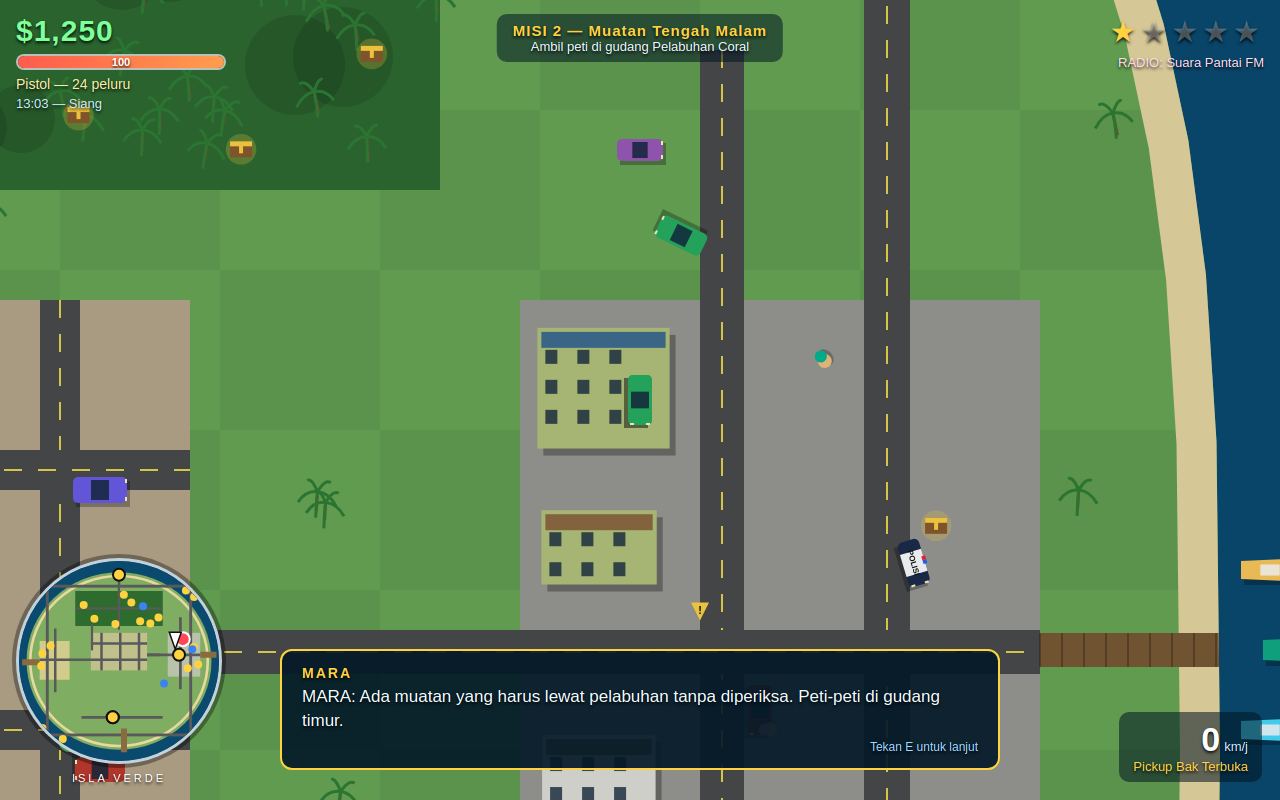 $1,250
100
Pistol — 24 peluru
13:03 — Siang
MISI 2 — Muatan Tengah Malam
Ambil peti di gudang Pelabuhan Coral
RADIO: Suara Pantai FM
POLIS
!
MARA
MARA: Ada muatan yang harus lewat pelabuhan tanpa diperiksa. Peti-peti di gudang
timur.
Tekan E untuk lanjut
0 km/j
Pickup Bak Terbuka
ISLA VERDE